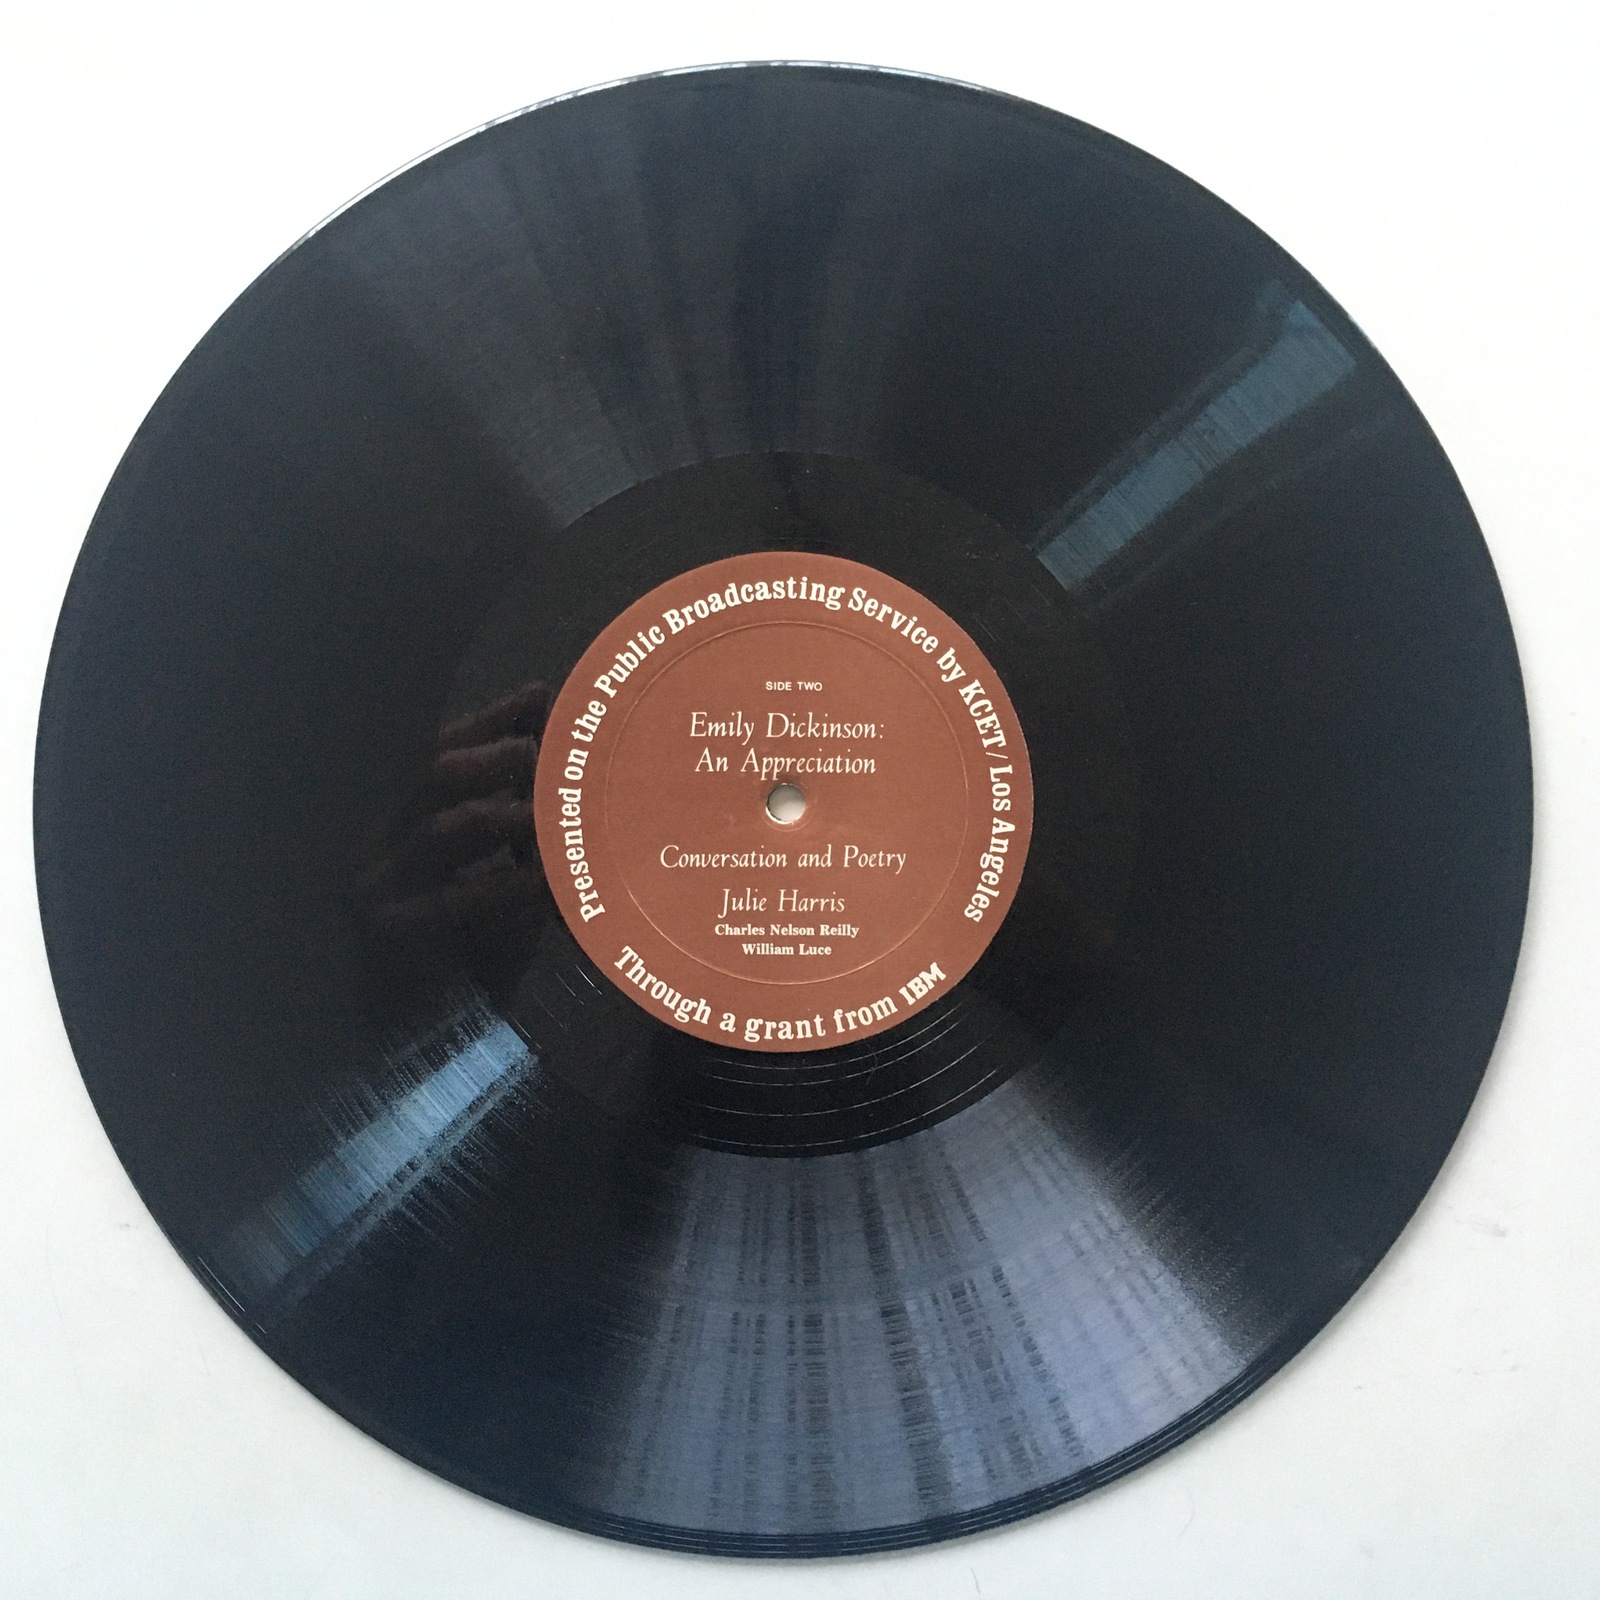 Presented on the Public Broadcasting Service by KCET / Los Angeles
SIDE TWO
Emily Dickinson:
An Appreciation
Conversation and Poetry
Julie Harris
Charles Nelson Reilly
William Luce
Through a grant from IBM